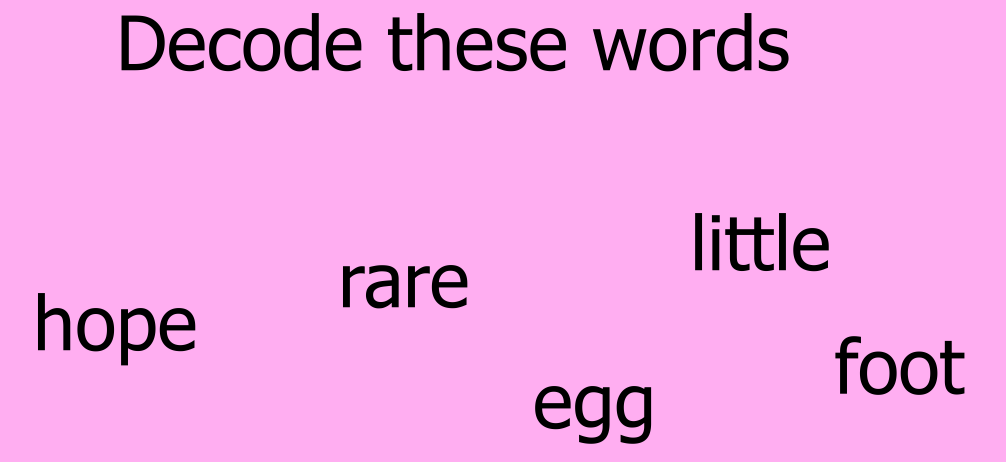 Decode these words
hope
rare
egg
little
foot